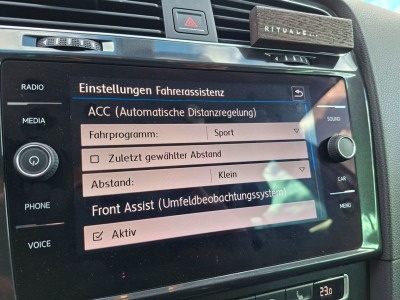 RITUALS...
Einstellungen Fahrerassistenz
RADIO
ACC (Automatische Distanzregelung)
MEDIA
SOUND
Fahrprogramm: Sport
Zuletzt gewählter Abstand
Abstand: Klein
CAR
PHONE
MENU
Front Assist (Umfeldbeobachtungssystem)
VOICE
Aktiv
23.0